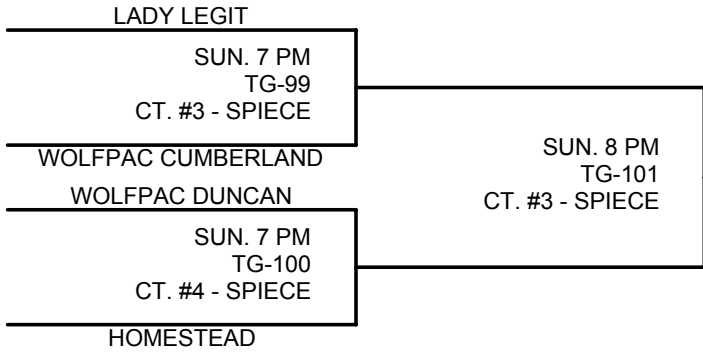 LADY LEGIT
SUN. 7 PM
TG-99
CT. #3 - SPIECE
WOLFPAC CUMBERLAND
WOLFPAC DUNCAN
SUN. 7 PM
TG-100
CT. #4 - SPIECE
HOMESTEAD
SUN. 8 PM
TG-101
CT. #3 - SPIECE